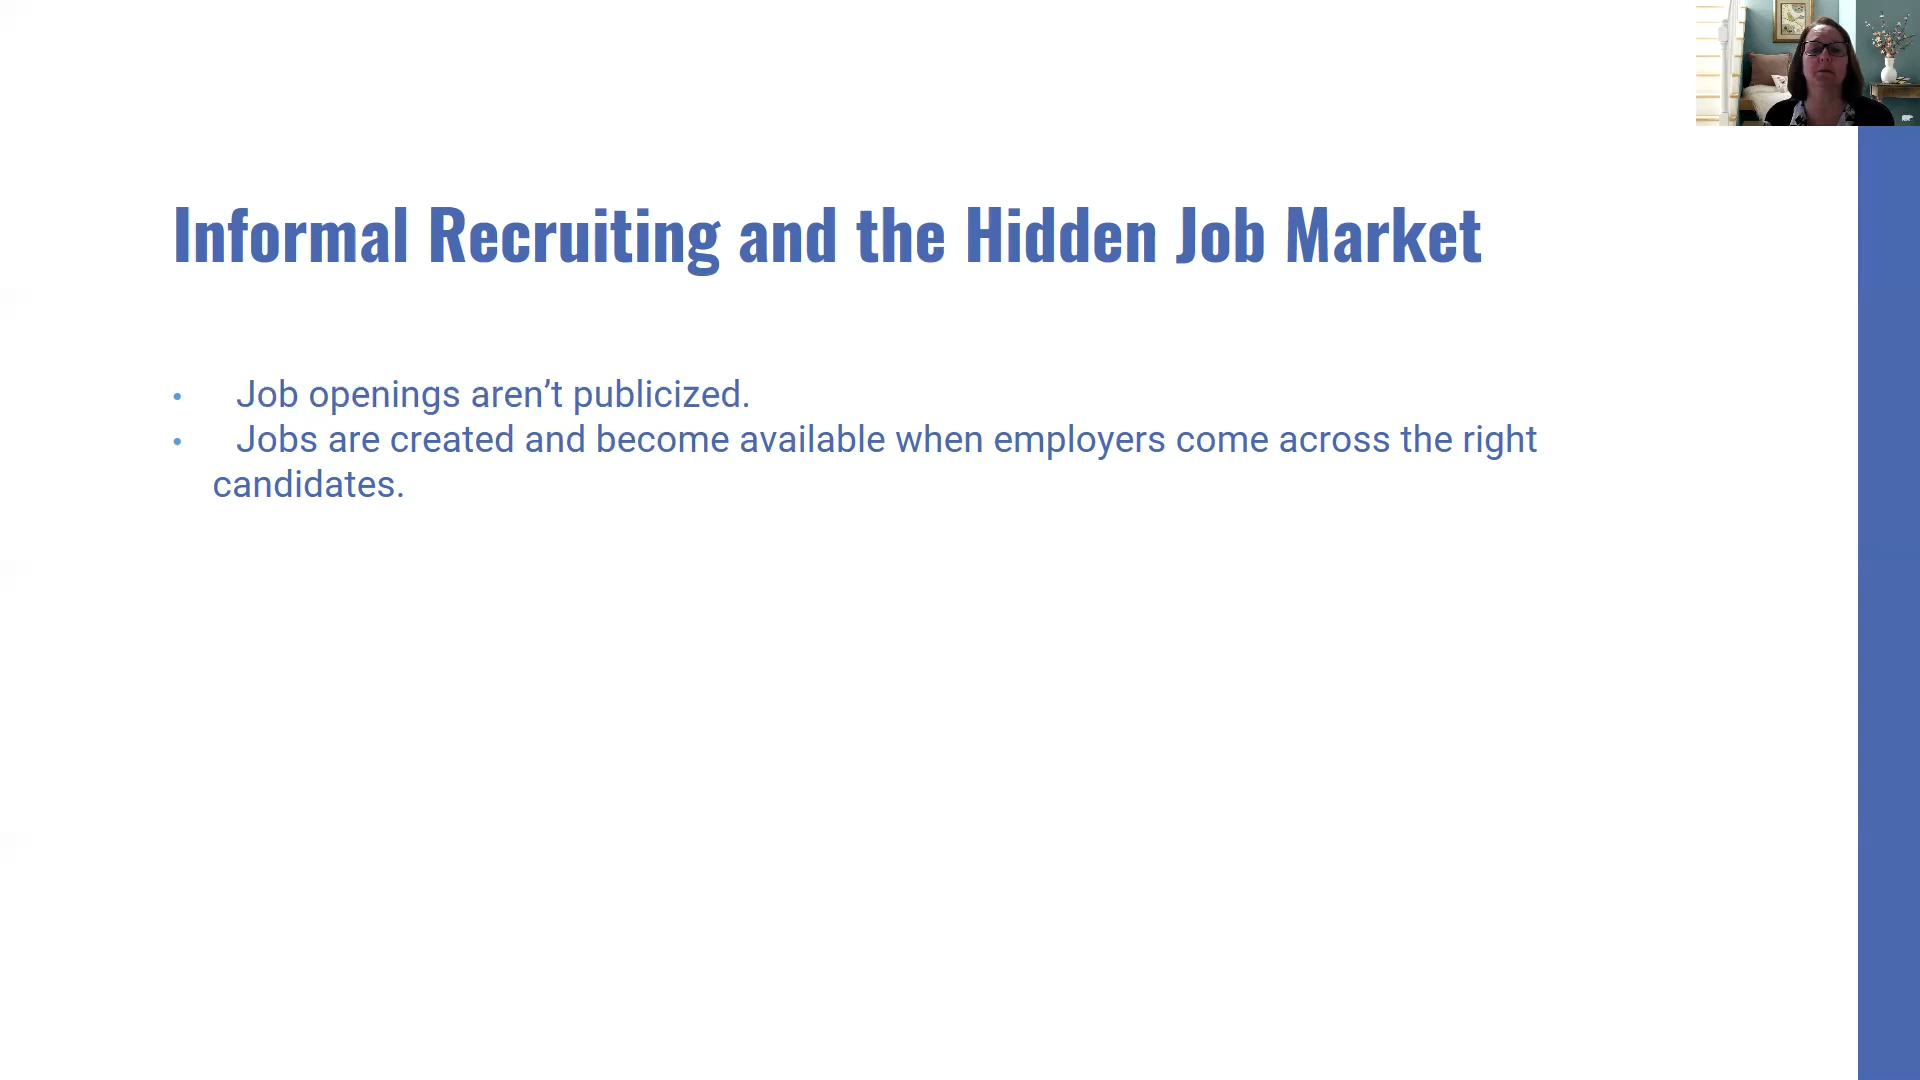 Informal Recruiting and the Hidden Job Market
• Job openings aren’t publicized.
• Jobs are created and become available when employers come across the right
candidates.